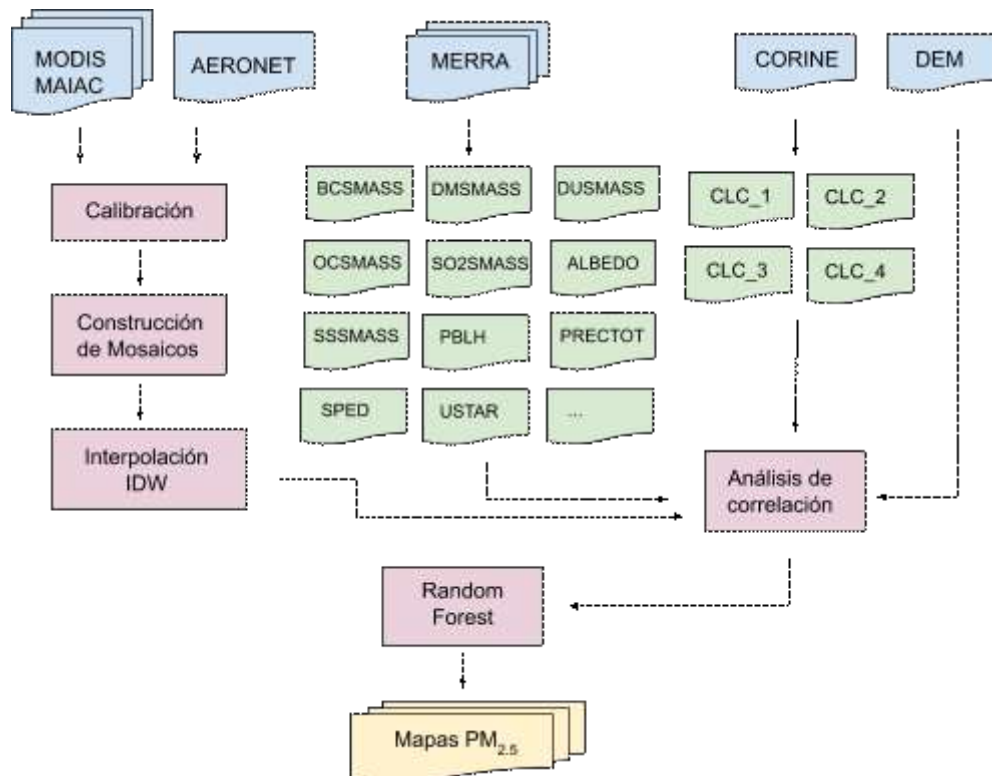 MODIS
MAIAC
AERONET
MERRA
CORINE
DEM
BCSMASS
DMSMASS
DUSMASS
CLC_1
CLC_2
Calibración
OCSMASS
SO2SMASS
ALBEDO
CLC_3
CLC_4
Construcción
de Mosaicos
SSSMASS
PBLH
PRECTOT
SPED
USTAR
...
Interpolación
IDW
Análisis de
correlación
Random
Forest
Mapas PM2.5